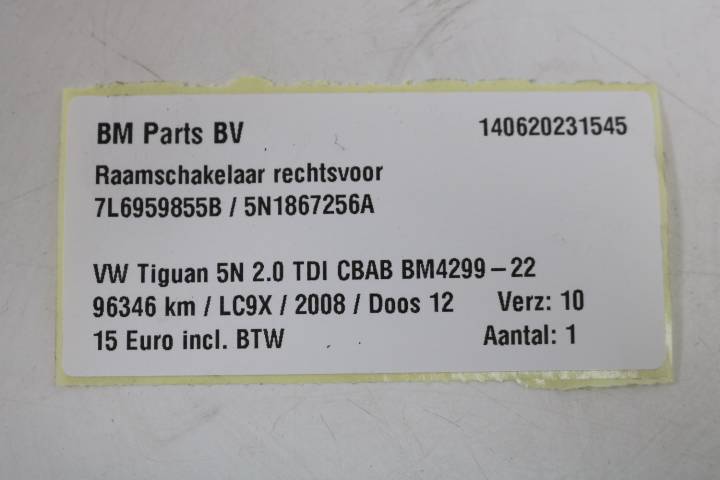 BM Parts BV 140620231545
Raamschakelaar rechtsvoor
7L6959855B / 5N1867256A
VW Tiguan 5N 2.0 TDI CBAB BM4299-22
96346 km / LC9X / 2008 / Doos 12 Verz: 10
15 Euro incl. BTW Aantal: 1